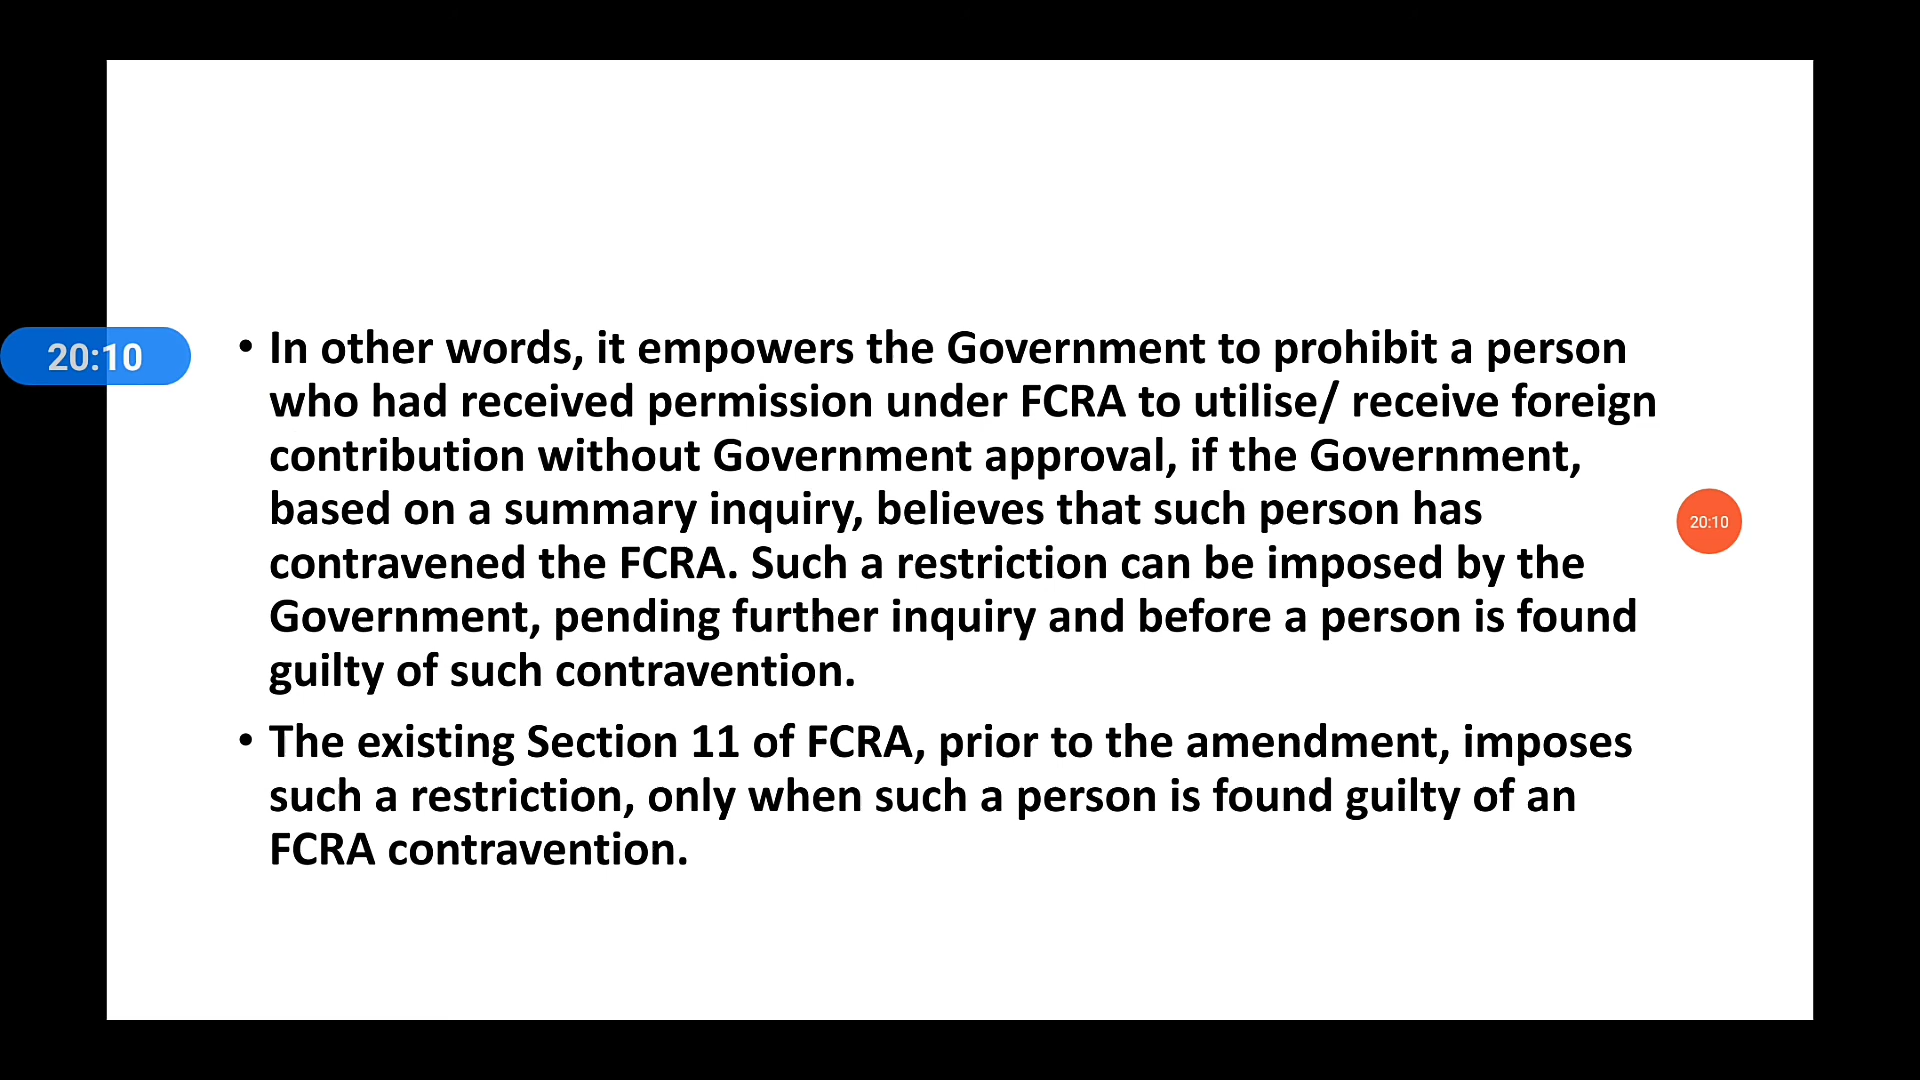 • In other words, it empowers the Government to prohibit a person
20:10
who had received permission under FCRA to utilise/ receive foreign
contribution without Government approval, if the Government,
based on a summary inquiry, believes that such person has
20:10
contravened the FCRA. Such a restriction can be imposed by the
Government, pending further inquiry and before a person is found
guilty of such contravention.
• The existing Section 11 of FCRA, prior to the amendment, imposes
such a restriction, only when such a person is found guilty of an
FCRA contravention.